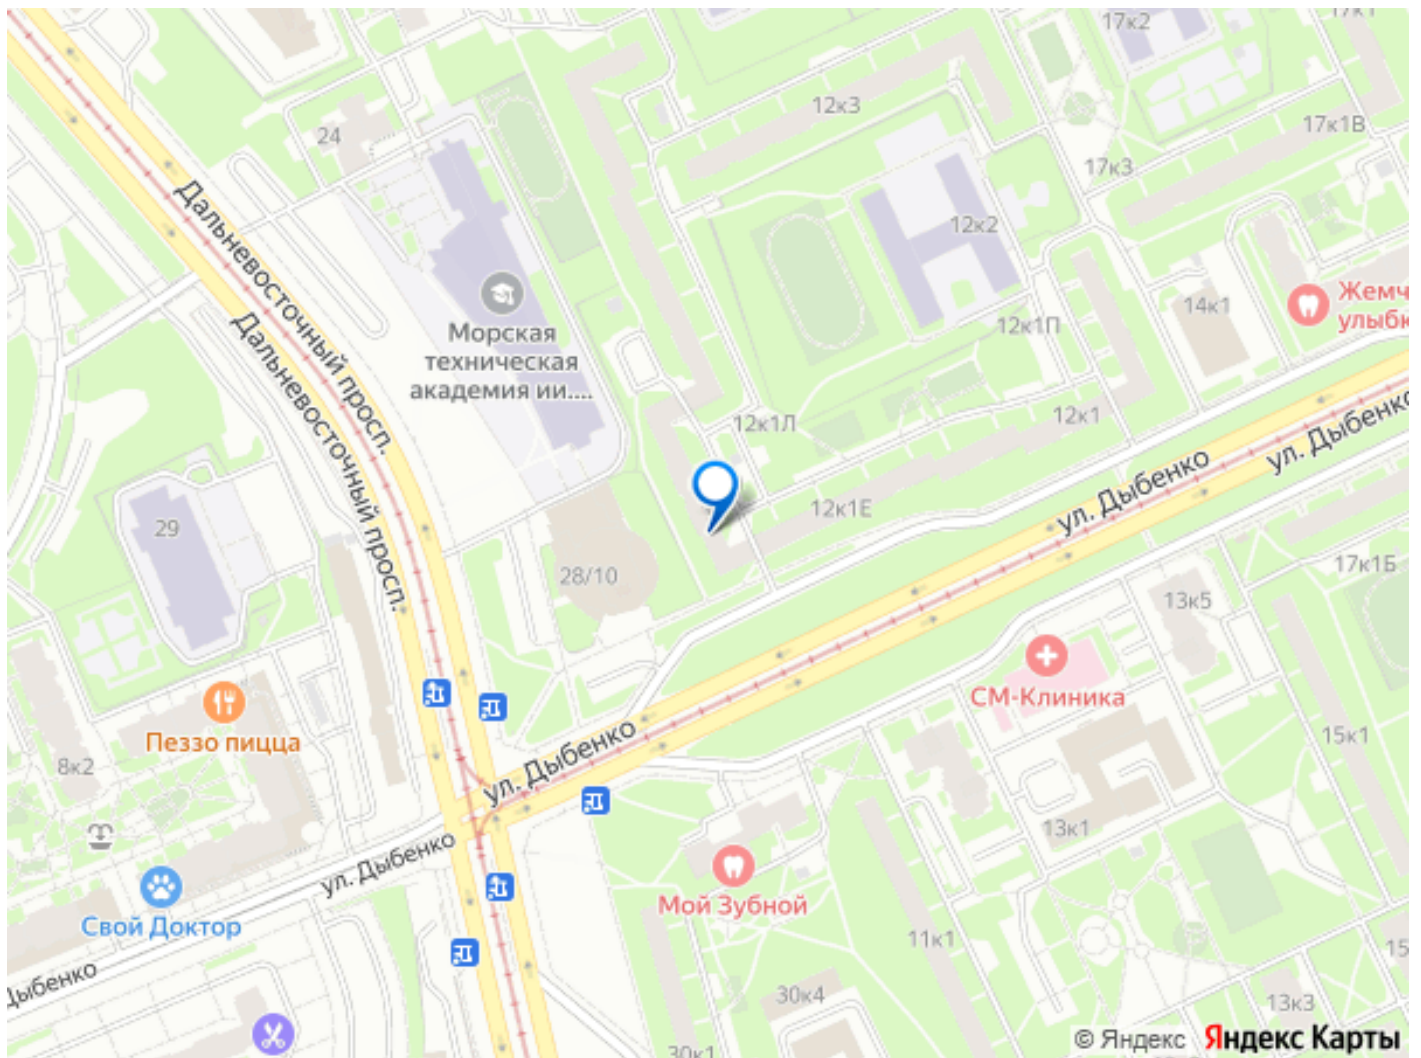 17к2
12к3
24
17к1В
17к3
Дальневосточный просп.
12к2
14к1
Жемч
улыбк
Морская
техническая
академия ии....
12к1П
Дальневосточный просп.
12к1Л
12к1
ул. Дыбенко
ул. Дыбенко
12к1Е
29
28/10
17к1Б
13к5
СМ-Клиника
Пеззо пицца
8к2
15к1
ул. Дыбенко
13к1
ул. Дыбенко
Мой Зубной
Свой Доктор
11к1
15
Дыбенко
30к4
13к3
30к1
© Яндекс Яндекс Карты